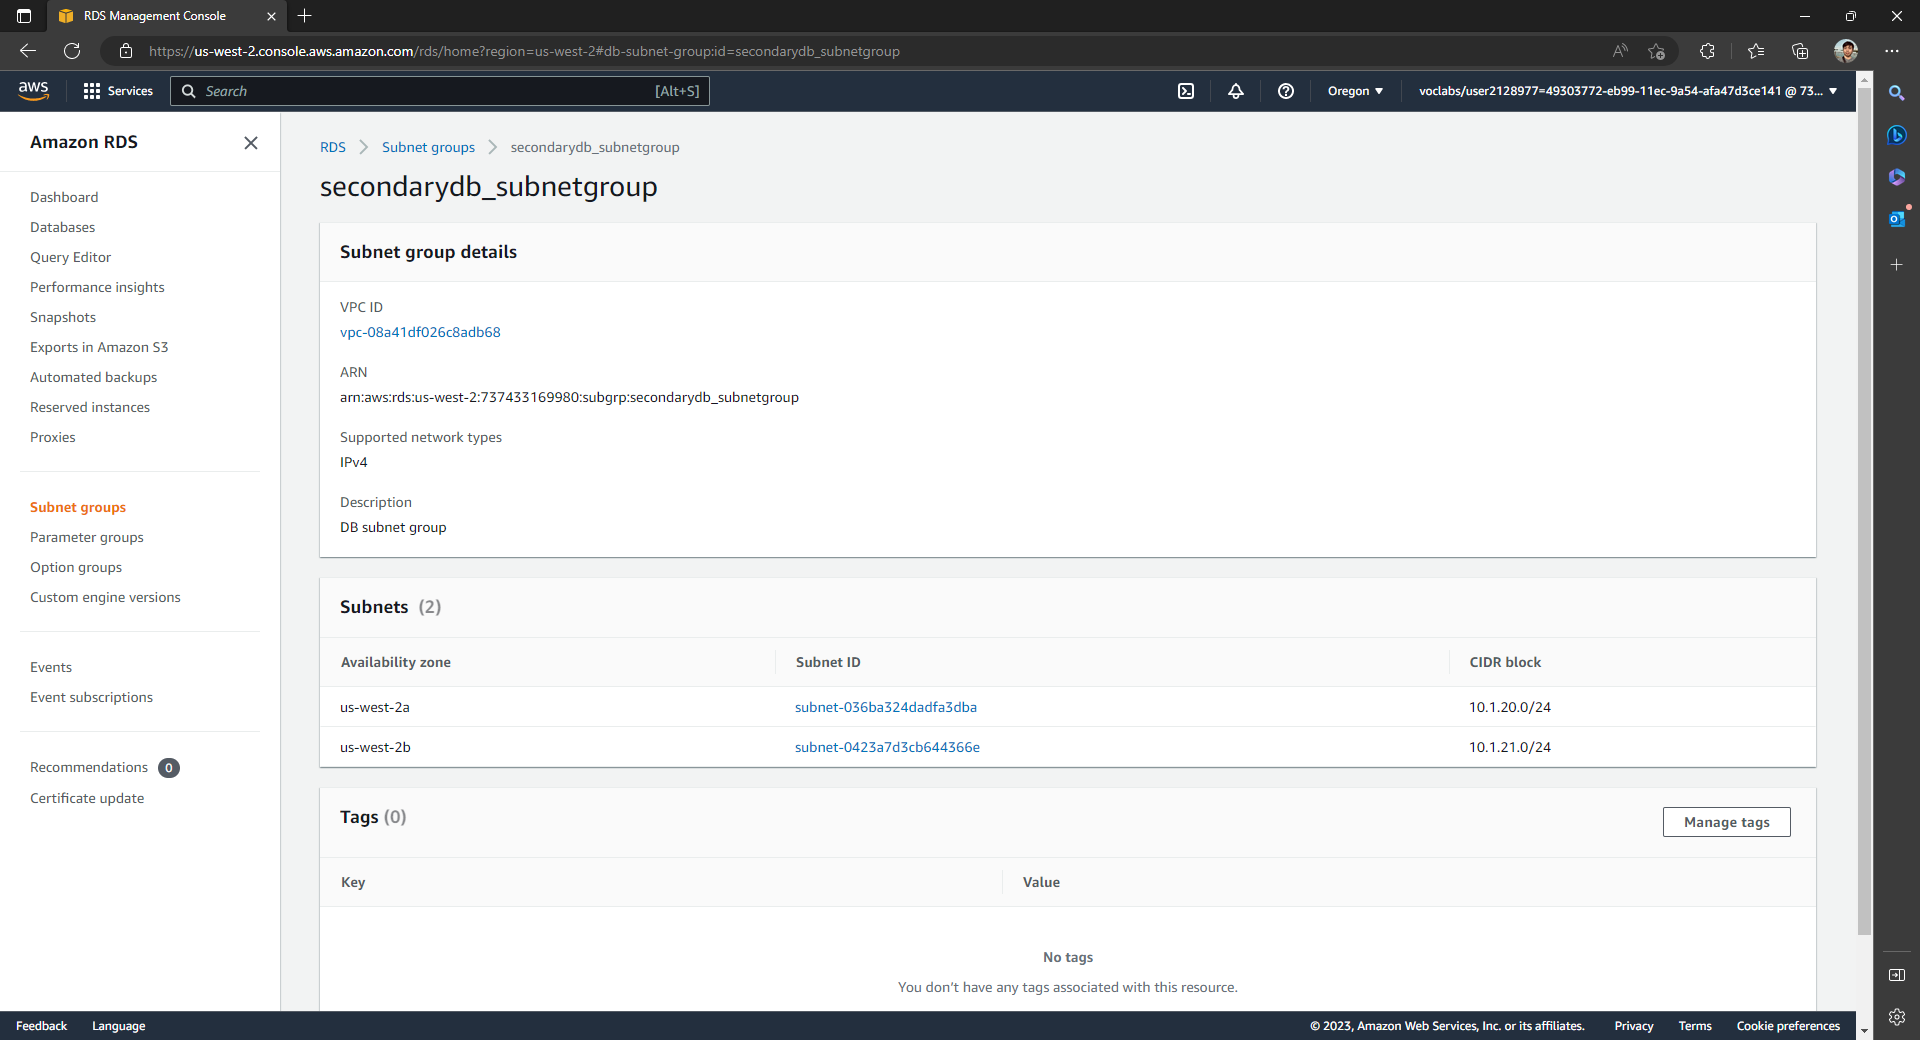 RDS Management Console
https://us-west-2.console.aws.amazon.com/rds/home?region=us-west-2#db-subnet-group:id=secondarydb_subnetgroup
aws
Services
Search
[Alt+S]
Oregon
voclabs/user2128977=49303772-eb99-11ec-9a54-afa47d3ce141 @ 73...
Amazon RDS
Dashboard
Databases
Query Editor
Performance insights
Snapshots
Exports in Amazon S3
Automated backups
Reserved instances
Proxies
Subnet groups
Parameter groups
Option groups
Custom engine versions
Events
Event subscriptions
Recommendations 0
Certificate update
RDS > Subnet groups > secondarydb_subnetgroup
secondarydb_subnetgroup
Subnet group details
VPC ID
vpc-08a41df026c8adb68
ARN
arn:aws:rds:us-west-2:737433169980:subgrp:secondarydb_subnetgroup
Supported network types
IPv4
Description
DB subnet group
Subnets (2)
Availability zone Subnet ID CIDR block
us-west-2a subnet-036ba324dadfa3dba 10.1.20.0/24
us-west-2b subnet-0423a7d3cb644366e 10.1.21.0/24
Tags (0)
Manage tags
Key Value
No tags
You don't have any tags associated with this resource.
Feedback Language
© 2023, Amazon Web Services, Inc. or its affiliates. Privacy Terms Cookie preferences